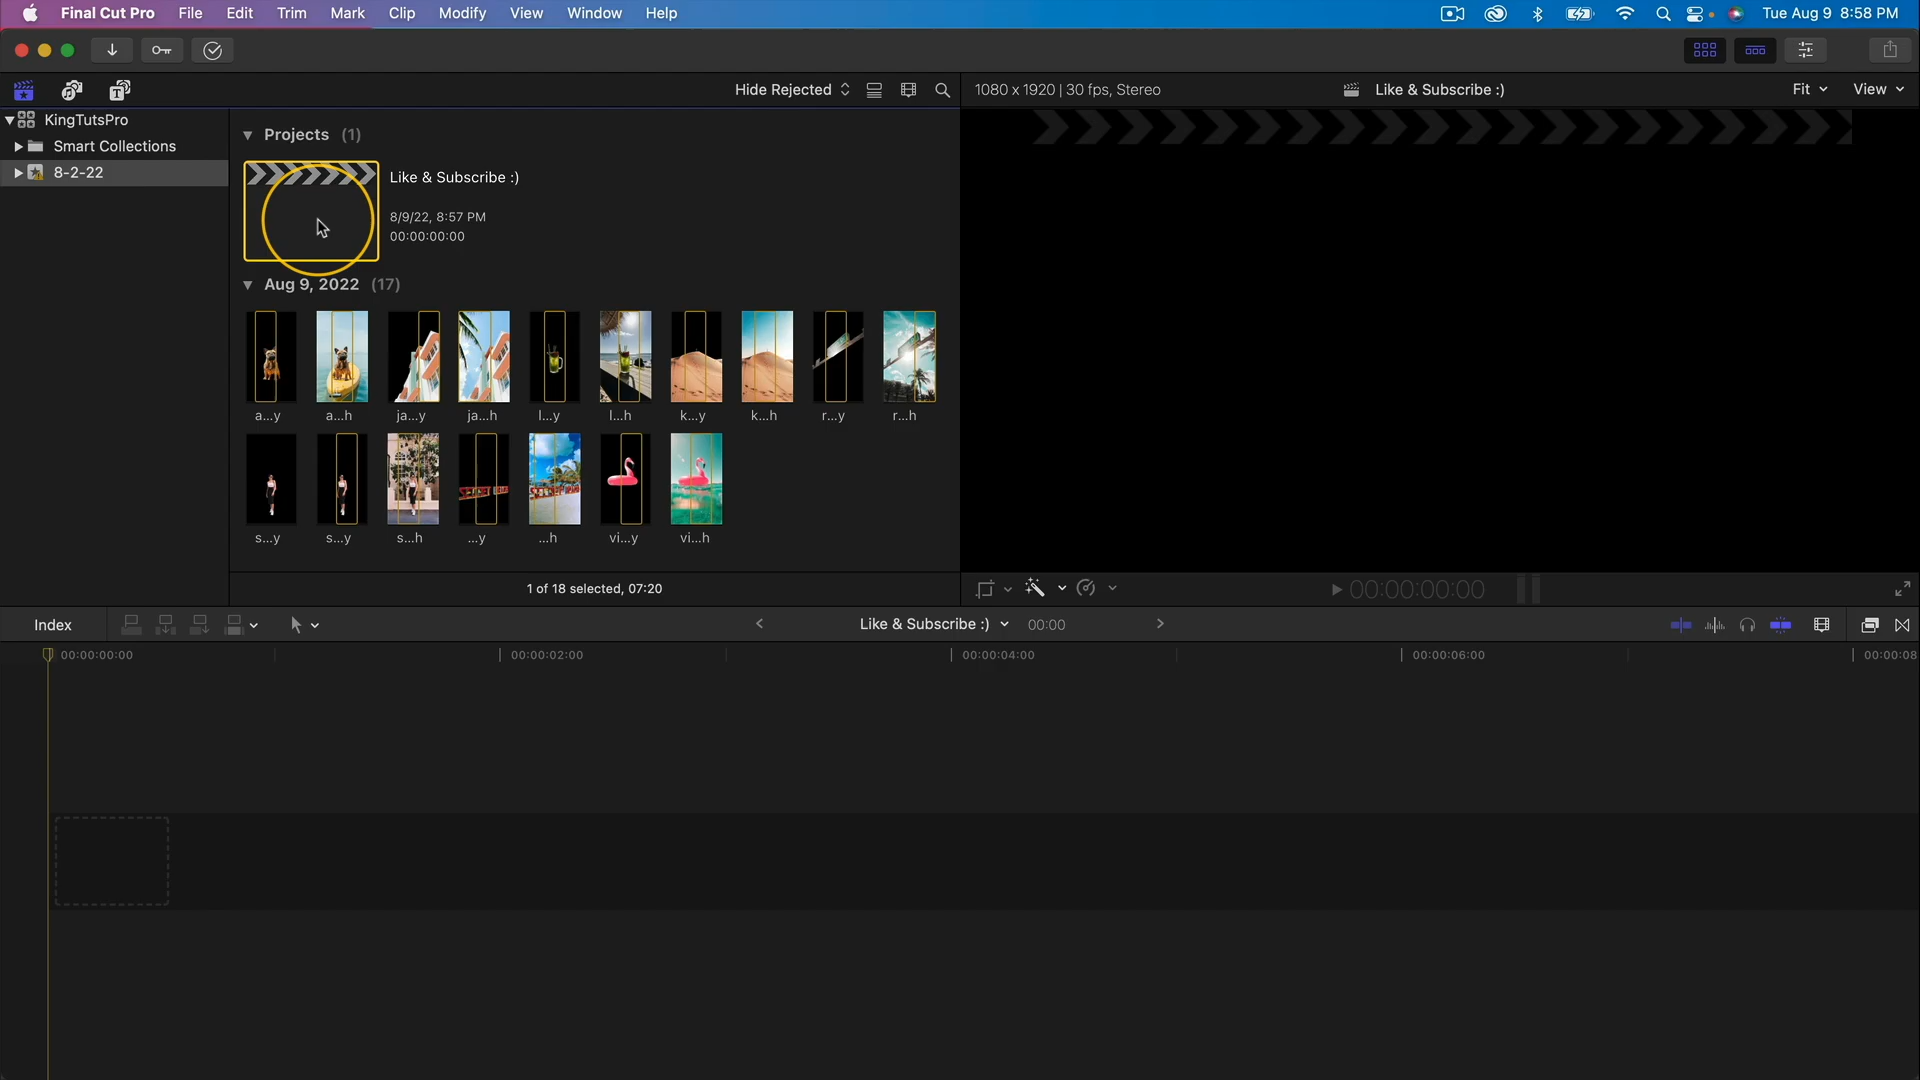 Final Cut Pro File Edit Trim Mark Clip Modify View Window Help Tue Aug 9 8:58 PM
Hide Rejected
1080 x 1920 | 30 fps, Stereo
Like & Subscribe :)
Fit
View
KingTutsPro
Smart Collections
8-2-22
Projects (1)
Like & Subscribe :)
8/9/22, 8:57 PM
00:00:00:00
Aug 9, 2022 (17)
a...y a...h ja...y ja...h l...y l...h k...y k...h r...y r...h
s...y s...y s...h ...y ...h vi...y vi...h
1 of 18 selected, 07:20
00:00:00:00
Index
Like & Subscribe :) 00:00
00:00:00:00 00:00:02:00 00:00:04:00 00:00:06:00 00:00:08